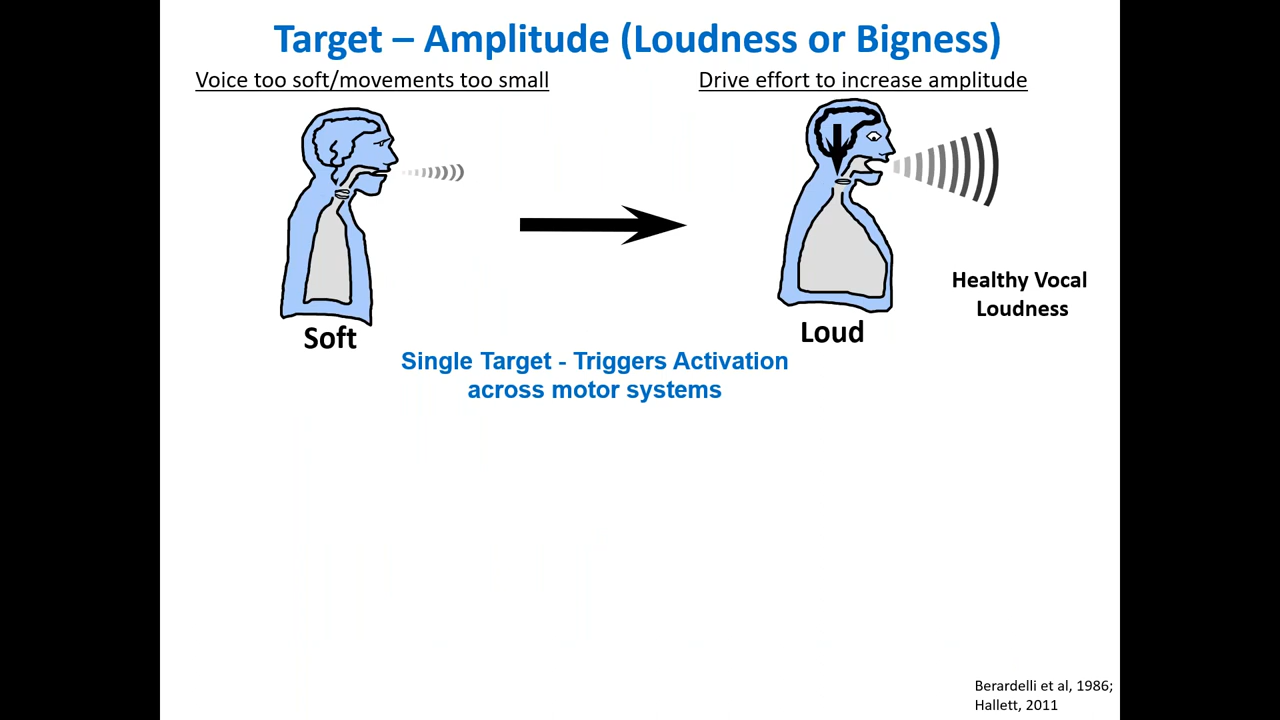 Target – Amplitude (Loudness or Bigness)
Voice too soft/movements too small
Drive effort to increase amplitude
Healthy Vocal
Loudness
Soft
Loud
Single Target - Triggers Activation
across motor systems
Berardelli et al, 1986;
Hallett, 2011